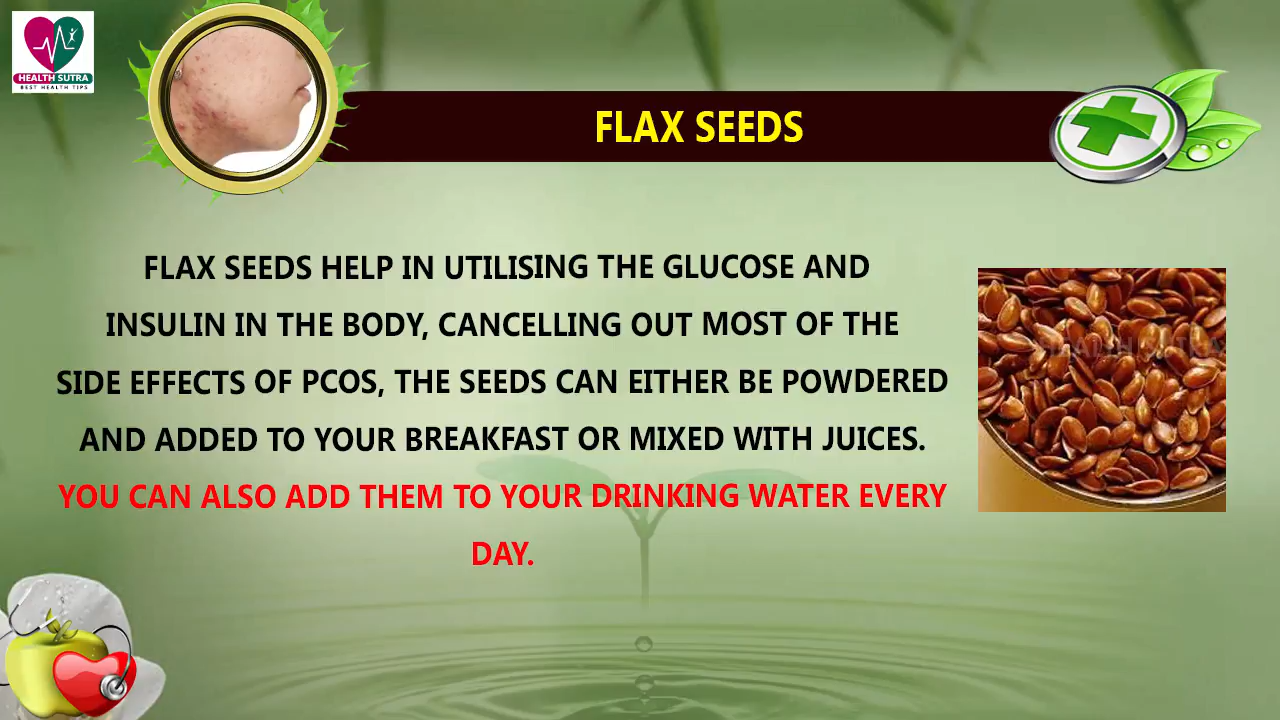 HEALTH SUTRA
BEST HEALTH TIPS
FLAX SEEDS
FLAX SEEDS HELP IN UTILISING THE GLUCOSE AND
INSULIN IN THE BODY, CANCELLING OUT MOST OF THE
SIDE EFFECTS OF PCOS, THE SEEDS CAN EITHER BE POWDERED
AND ADDED TO YOUR BREAKFAST OR MIXED WITH JUICES.
YOU CAN ALSO ADD THEM TO YOUR DRINKING WATER EVERY
DAY.
HEALTH SUTRA